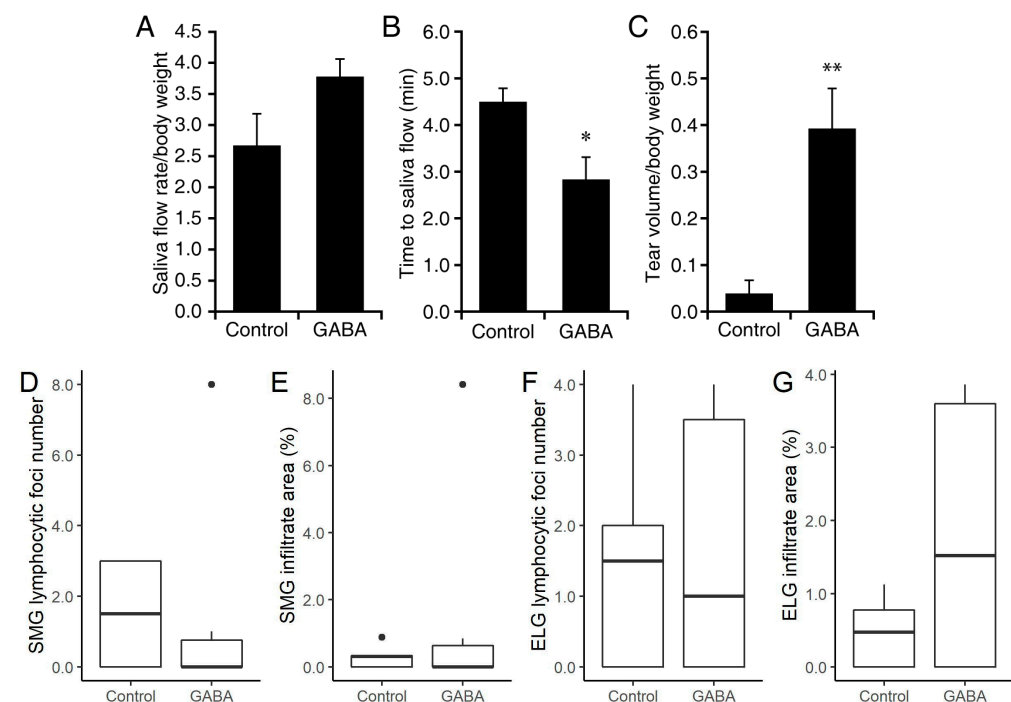 A
Saliva flow rate/body weight
4.5
4.0
3.5
3.0
2.5
2.0
1.5
1.0
0.5
0.0
Control GABA
B
Time to saliva flow (min)
6.0
5.0
4.0
3.0
2.0
1.0
0.0
*
Control GABA
C
Tear volume/body weight
0.6
0.5
0.4
0.3
0.2
0.1
0.0
**
Control GABA
D
SMG lymphocytic foci number
8.0
6.0
4.0
2.0
0.0
Control GABA
E
SMG infiltrate area (%)
8.0
6.0
4.0
2.0
0.0
Control GABA
F
ELG lymphocytic foci number
4.0
3.0
2.0
1.0
0.0
Control GABA
G
ELG infiltrate area (%)
4.0
3.0
2.0
1.0
0.0
Control GABA